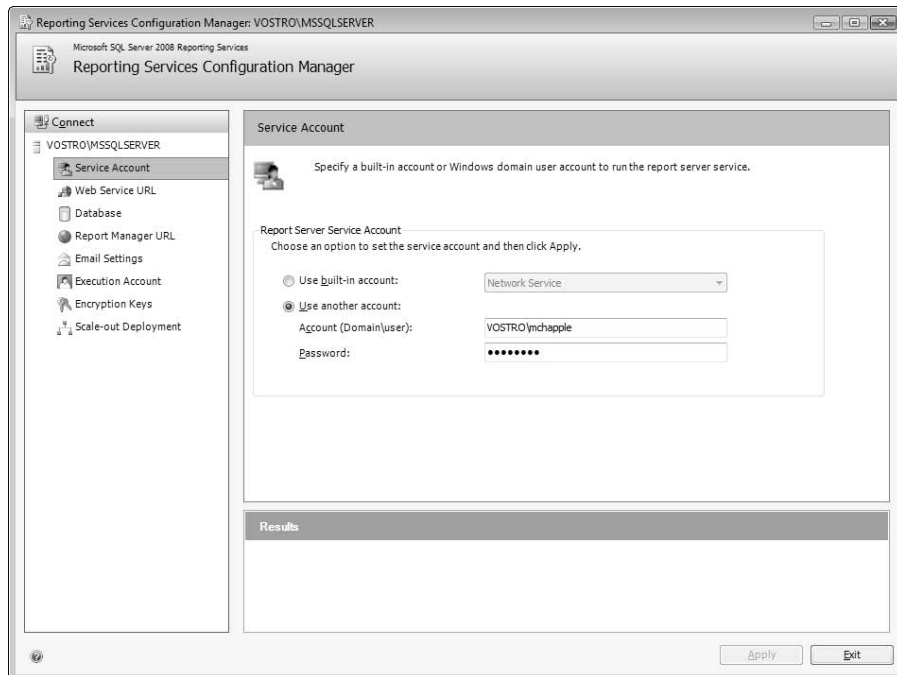 Reporting Services Configuration Manager: VOSTRO\MSSQLSERVER
Microsoft SQL Server 2008 Reporting Services
Reporting Services Configuration Manager
Connect
VOSTRO\MSSQLSERVER
Service Account
Web Service URL
Database
Report Manager URL
Email Settings
Execution Account
Encryption Keys
Scale-out Deployment
Service Account
Specify a built-in account or Windows domain user account to run the report server service.
Report Server Service Account
Choose an option to set the service account and then click Apply.
Use built-in account:
Network Service
Use another account:
Account (Domain\user):
VOSTRO\mchapple
Password:
●●●●●●●●
Results
Apply
Exit